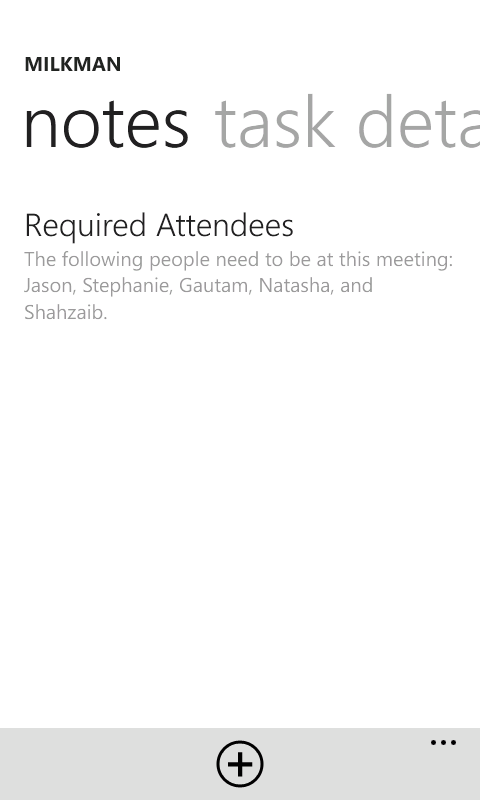 MILKMAN
notes task deta
Required Attendees
The following people need to be at this meeting:
Jason, Stephanie, Gautam, Natasha, and
Shahzaib.